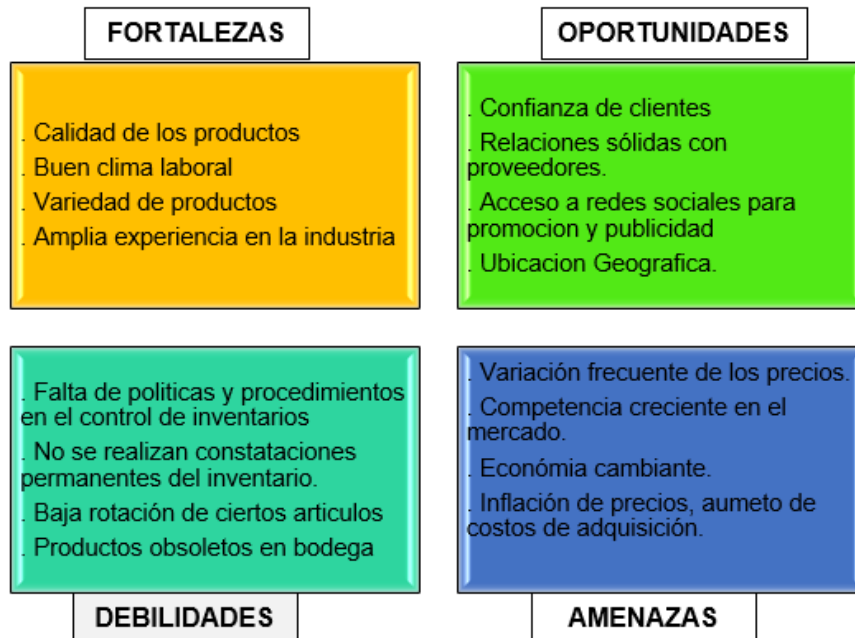 FORTALEZAS
. Calidad de los productos
. Buen clima laboral
. Variedad de productos
. Amplia experiencia en la industria
OPORTUNIDADES
. Confianza de clientes
. Relaciones sólidas con
proveedores.
. Acceso a redes sociales para
promocion y publicidad
. Ubicacion Geografica.
. Falta de politicas y procedimientos
en el control de inventarios
. No se realizan constataciones
permanentes del inventario.
. Baja rotación de ciertos articulos
. Productos obsoletos en bodega
DEBILIDADES
. Variación frecuente de los precios.
. Competencia creciente en el
mercado.
. Económia cambiante.
. Inflación de precios, aumeto de
costos de adquisición.
AMENAZAS